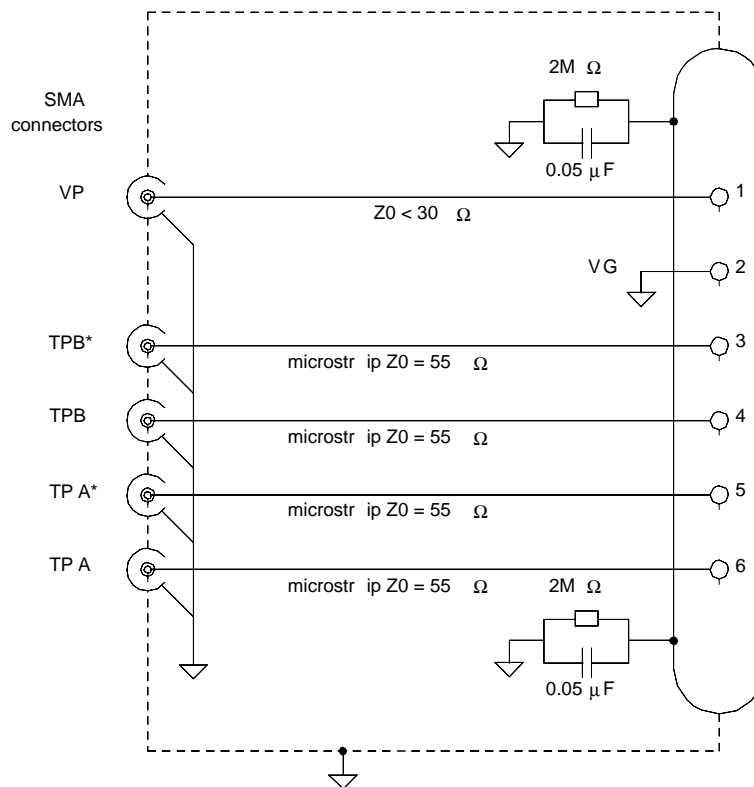 2M Ω
SMA
connectors
0.05 μF
VP
1
Z0 < 30 Ω
VG
2
TPB*
3
microstr ip Z0 = 55 Ω
TPB
4
microstr ip Z0 = 55 Ω
TP A*
5
microstr ip Z0 = 55 Ω
TP A
6
microstr ip Z0 = 55 Ω
2M Ω
0.05 μF